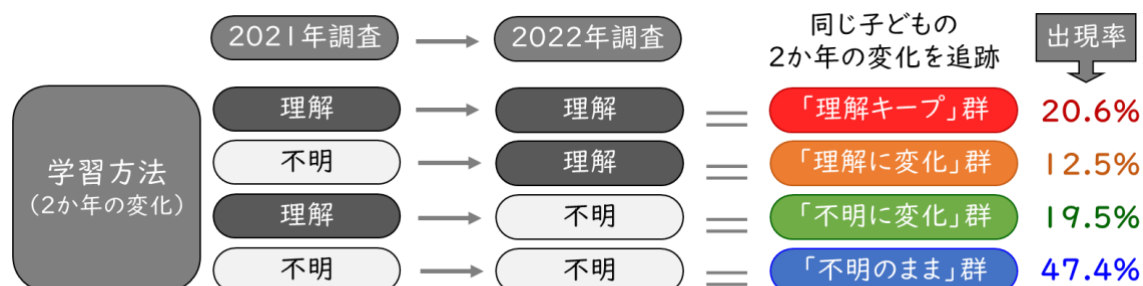 2021年調査 2022年調査 同じ子どもの
2か年の変化を追跡 出現率
学習方法
(2か年の変化)
理解 理解 「理解キープ」群 20.6%
不明 理解 「理解に変化」群 12.5%
理解 不明 「不明に変化」群 19.5%
不明 不明 「不明のまま」群 47.4%